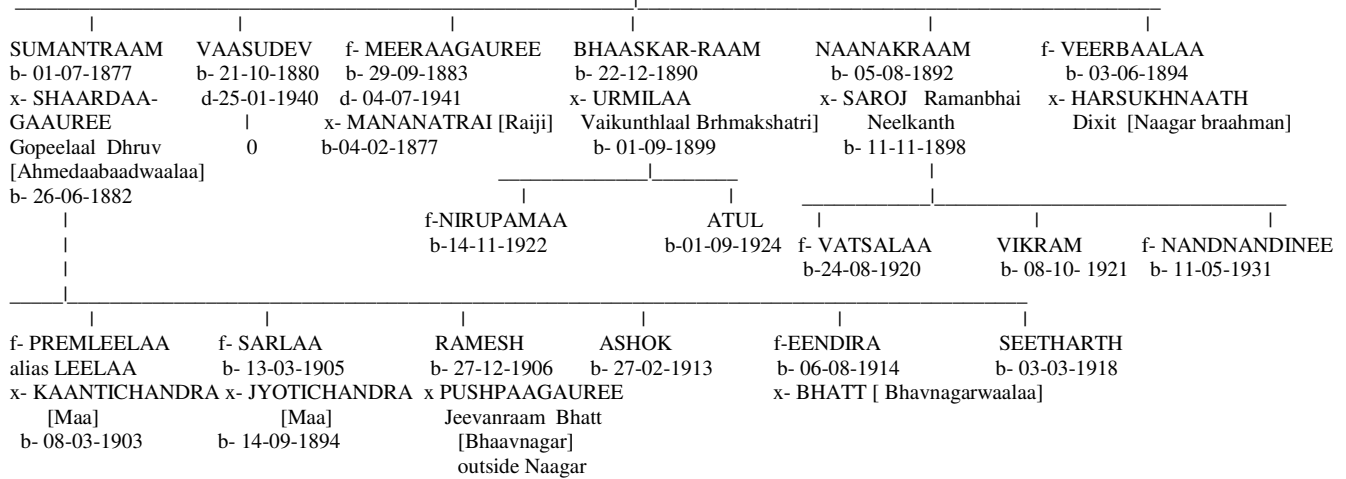 SUMANTRAAM VAASUDEV f- MEERAAGAUREE BHAASKAR-RAAM NAANAKRAAM f- VEERBAALAA
b- 01-07-1877 b- 21-10-1880 b- 29-09-1883 b- 22-12-1890 b- 05-08-1892 b- 03-06-1894
x- SHAARDAA- d-25-01-1940 d- 04-07-1941 x- URMILAA x- SAROJ Ramanbhai x- HARSUKHNAATH
GAAUREE x- MANANATRAI [Raiji] Vaikunthlaal Brhmakshatri] Neelkanth Dixit [Naagar braahman]
Gopeelaal Dhruv 0 b-04-02-1877 b- 01-09-1899 b- 11-11-1898
[Ahmedaabaadwaalaa]
b- 26-06-1882
f-NIRUPAMAA ATUL
b-14-11-1922 b-01-09-1924 f- VATSALAA VIKRAM f- NANDNANDINEE
b-24-08-1920 b- 08-10- 1921 b- 11-05-1931
f- PREMLEELAA f- SARLAA RAMESH ASHOK f-EENDIRA SEETHARTH
alias LEELAA b- 13-03-1905 b- 27-12-1906 b- 27-02-1913 b- 06-08-1914 b- 03-03-1918
x- KAANTICHANDRA x- JYOTICHANDRA x PUSHPAAGAUREE x- BHATT [ Bhavnagarwaalaa]
[Maa] [Maa] Jeevanraam Bhatt
b- 08-03-1903 b- 14-09-1894 [Bhaavnagar]
outside Naagar